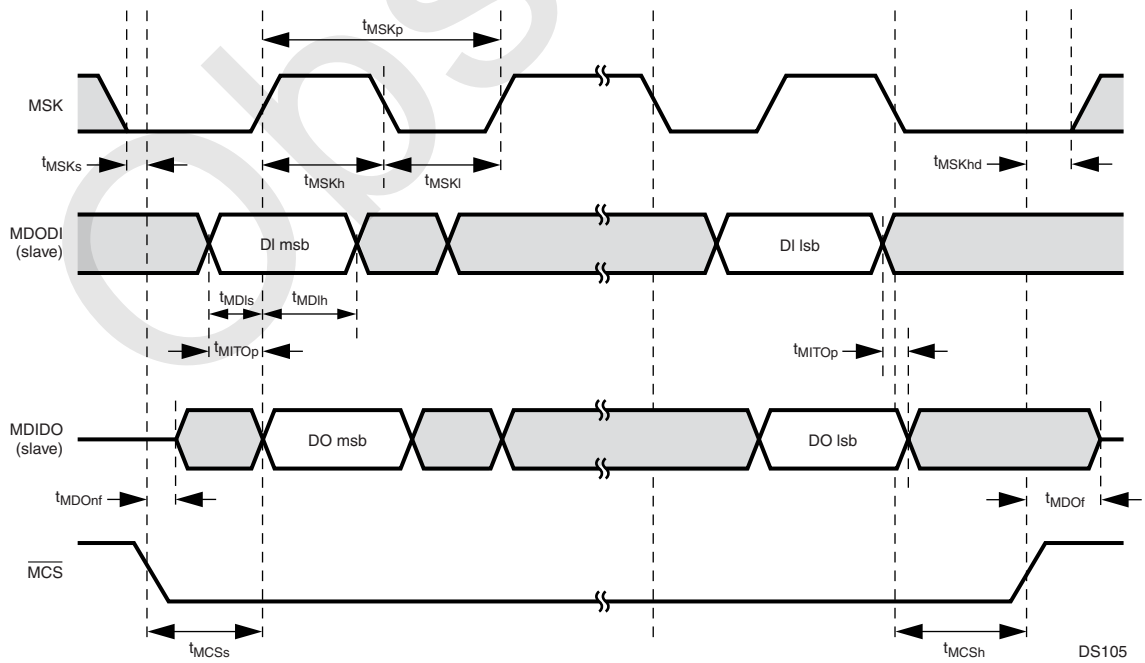 Obs
tMSKp
MSK
tMSKs
tMSKh
tMSKl
tMSKhd
MDODI
(slave)
DI msb
DI lsb
tMDIs
tMDIh
tMITOp
tMITOp
MDIDO
(slave)
DO msb
DO lsb
tMDOnf
tMDOf
MCS
tMCSs
tMCSh
DS105